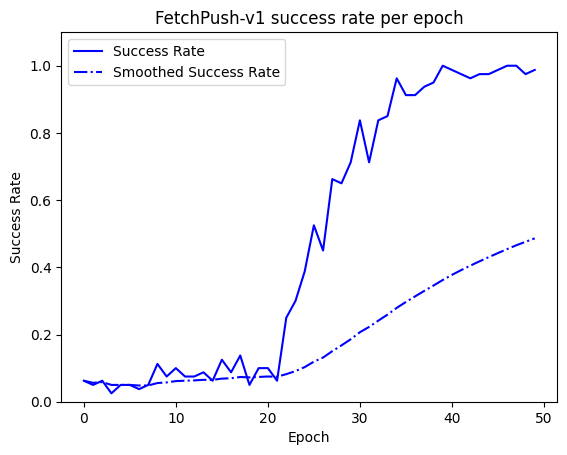 FetchPush-v1 success rate per epoch
Success Rate
Smoothed Success Rate
1.0
0.8
0.6
0.4
0.2
0.0
Success Rate
0 10 20 30 40 50
Epoch